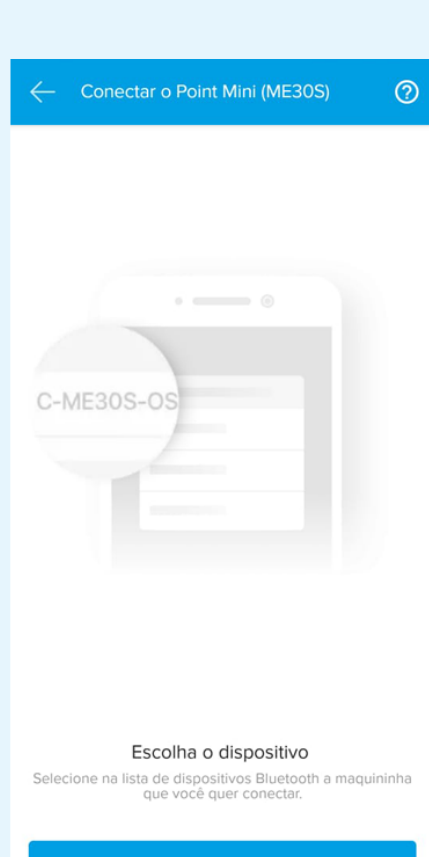 Conectar o Point Mini (ME30S)
?
C-ME30S-OS
Escolha o dispositivo
Selecione na lista de dispositivos Bluetooth a maquininha
que você quer conectar.